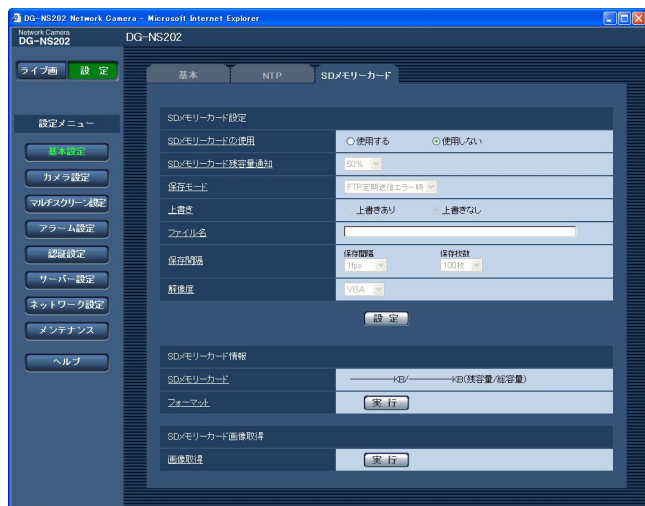 DG-NS202 Network Camera - Microsoft Internet Explorer
Network Camera
DG-NS202
DG-NS202
ライブ画 設 定
基本 NTP SDメモリーカード
設定メニュー
基本設定
カメラ設定
マルチスクリーン設定
アラーム設定
認証設定
サーバー設定
ネットワーク設定
メンテナンス
ヘルプ
SDメモリーカード設定
SDメモリーカードの使用 使用する 使用しない
SDメモリーカード残容量通知 50%
保存モード FTP定期送信エラー時
上書き 上書きあり 上書きなし
ファイル名
保存間隔 保存間隔 保存枚数
1fps 100枚
解像度 VGA
設 定
SDメモリーカード情報
SDメモリーカード ―――――KB/―――――KB(残容量/総容量)
フォーマット 実 行
SDメモリーカード画像取得
画像取得 実 行